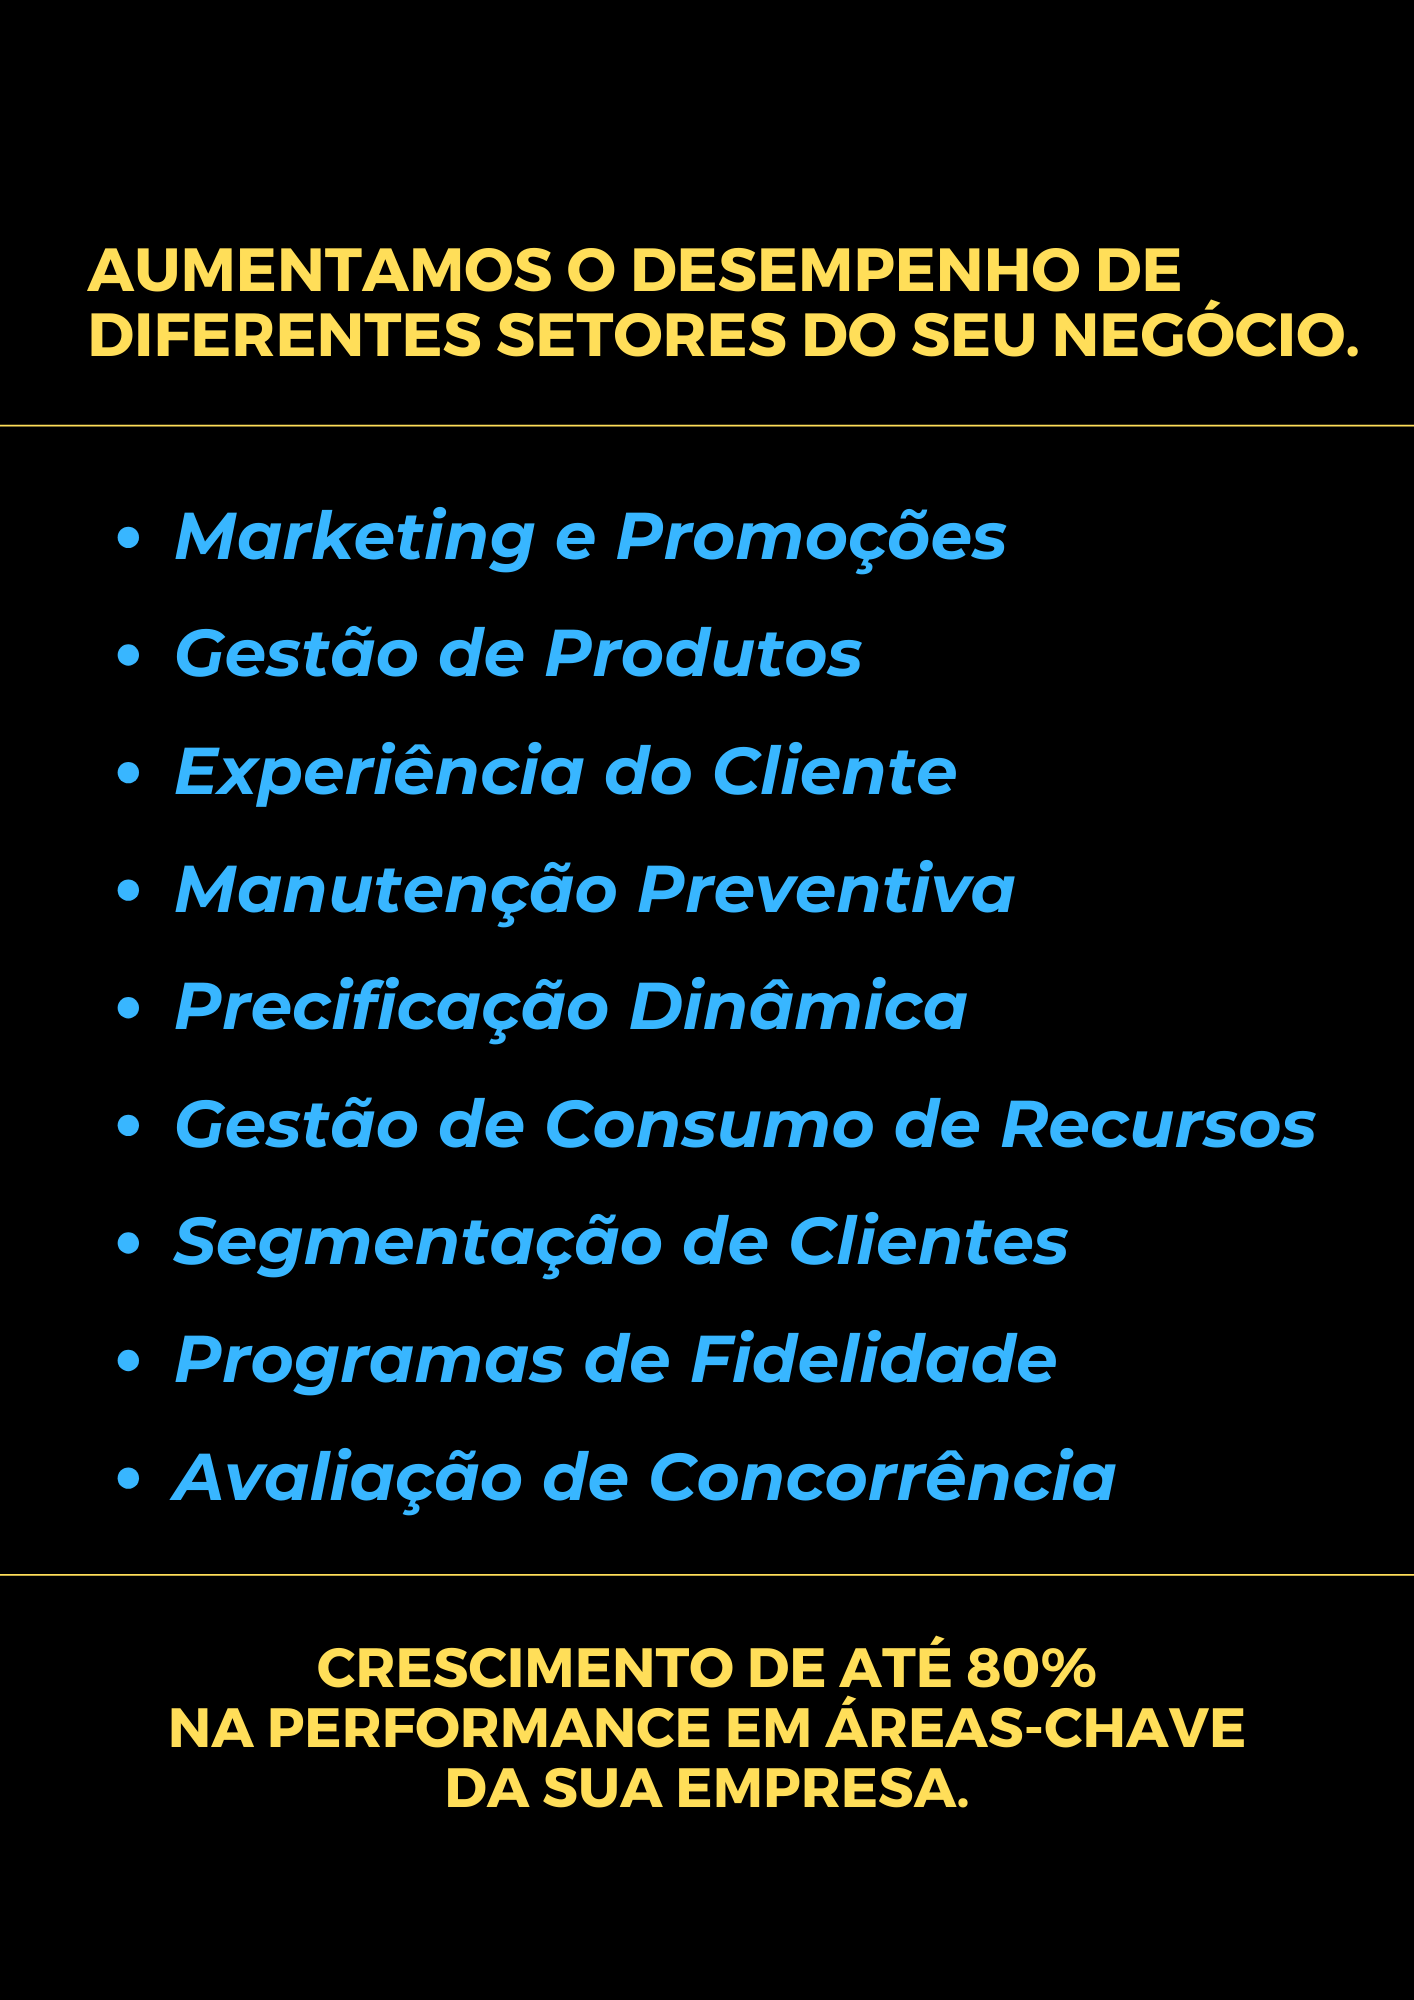 AUMENTAMOS O DESEMPENHO DE
DIFERENTES SETORES DO SEU NEGÓCIO.
• Marketing e Promoções
• Gestão de Produtos
• Experiência do Cliente
• Manutenção Preventiva
• Precificação Dinâmica
• Gestão de Consumo de Recursos
• Segmentação de Clientes
• Programas de Fidelidade
• Avaliação de Concorrência
CRESCIMENTO DE ATÉ 80%
NA PERFORMANCE EM ÁREAS-CHAVE
DA SUA EMPRESA.